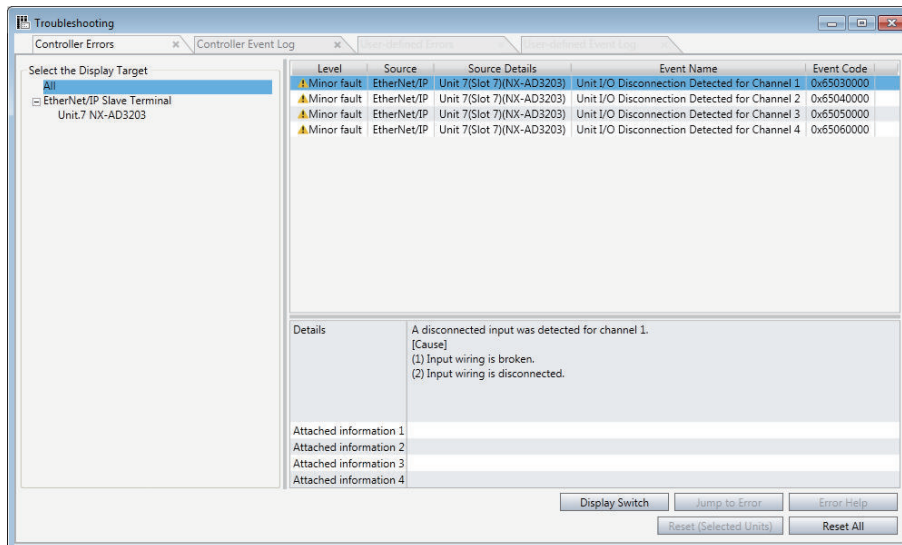 Troubleshooting
Controller Errors × Controller Event Log × User-defined Errors × User-defined Event Log ×
Select the Display Target
All
EtherNet/IP Slave Terminal
Unit.7 NX-AD3203
Level Source Source Details Event Name Event Code
Minor fault EtherNet/IP Unit 7(Slot 7)(NX-AD3203) Unit I/O Disconnection Detected for Channel 1 0x65030000
Minor fault EtherNet/IP Unit 7(Slot 7)(NX-AD3203) Unit I/O Disconnection Detected for Channel 2 0x65040000
Minor fault EtherNet/IP Unit 7(Slot 7)(NX-AD3203) Unit I/O Disconnection Detected for Channel 3 0x65050000
Minor fault EtherNet/IP Unit 7(Slot 7)(NX-AD3203) Unit I/O Disconnection Detected for Channel 4 0x65060000
Details A disconnected input was detected for channel 1.
[Cause]
(1) Input wiring is broken.
(2) Input wiring is disconnected.
Attached information 1
Attached information 2
Attached information 3
Attached information 4
Display Switch Jump to Error Error Help
Reset (Selected Units) Reset All